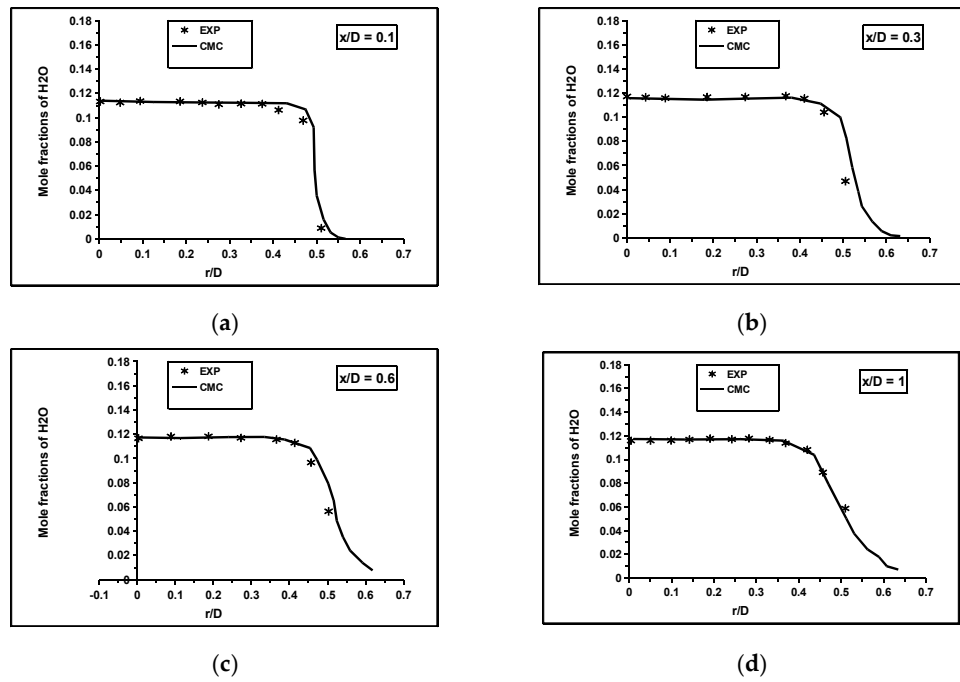 0.18
0.16
0.14
0.12
0.1
0.08
0.06
0.04
0.02
0
Mole fractions of H2O
EXP
CMC
x/D = 0.1
0 0.1 0.2 0.3 0.4 0.5 0.6 0.7
r/D
(a)
0.18
0.16
0.14
0.12
0.1
0.08
0.06
0.04
0.02
0
Mole fractions of H2O
EXP
CMC
x/D = 0.3
0 0.1 0.2 0.3 0.4 0.5 0.6 0.7
r/D
(b)
0.18
0.16
0.14
0.12
0.1
0.08
0.06
0.04
0.02
0
Mole fractions of H2O
EXP
CMC
x/D = 0.6
-0.1 0 0.1 0.2 0.3 0.4 0.5 0.6 0.7
r/D
(c)
0.18
0.16
0.14
0.12
0.1
0.08
0.06
0.04
0.02
0
Mole fractions of H2O
EXP
CMC
x/D = 1
0 0.1 0.2 0.3 0.4 0.5 0.6 0.7
r/D
(d)